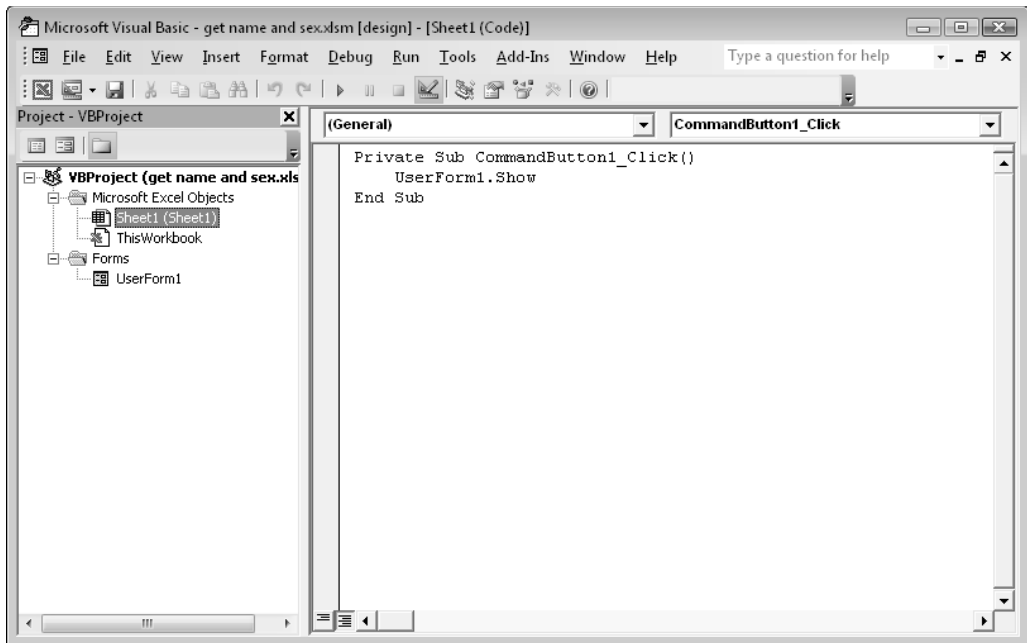 Microsoft Visual Basic - get name and sex.xlsm [design] - [Sheet1 (Code)]
File Edit View Insert Format Debug Run Tools Add-Ins Window Help Type a question for help
Project - VBProject
VBProject (get name and sex.xls
Microsoft Excel Objects
Sheet1 (Sheet1)
ThisWorkbook
Forms
UserForm1
(General) CommandButton1_Click
Private Sub CommandButton1_Click()
UserForm1.Show
End Sub